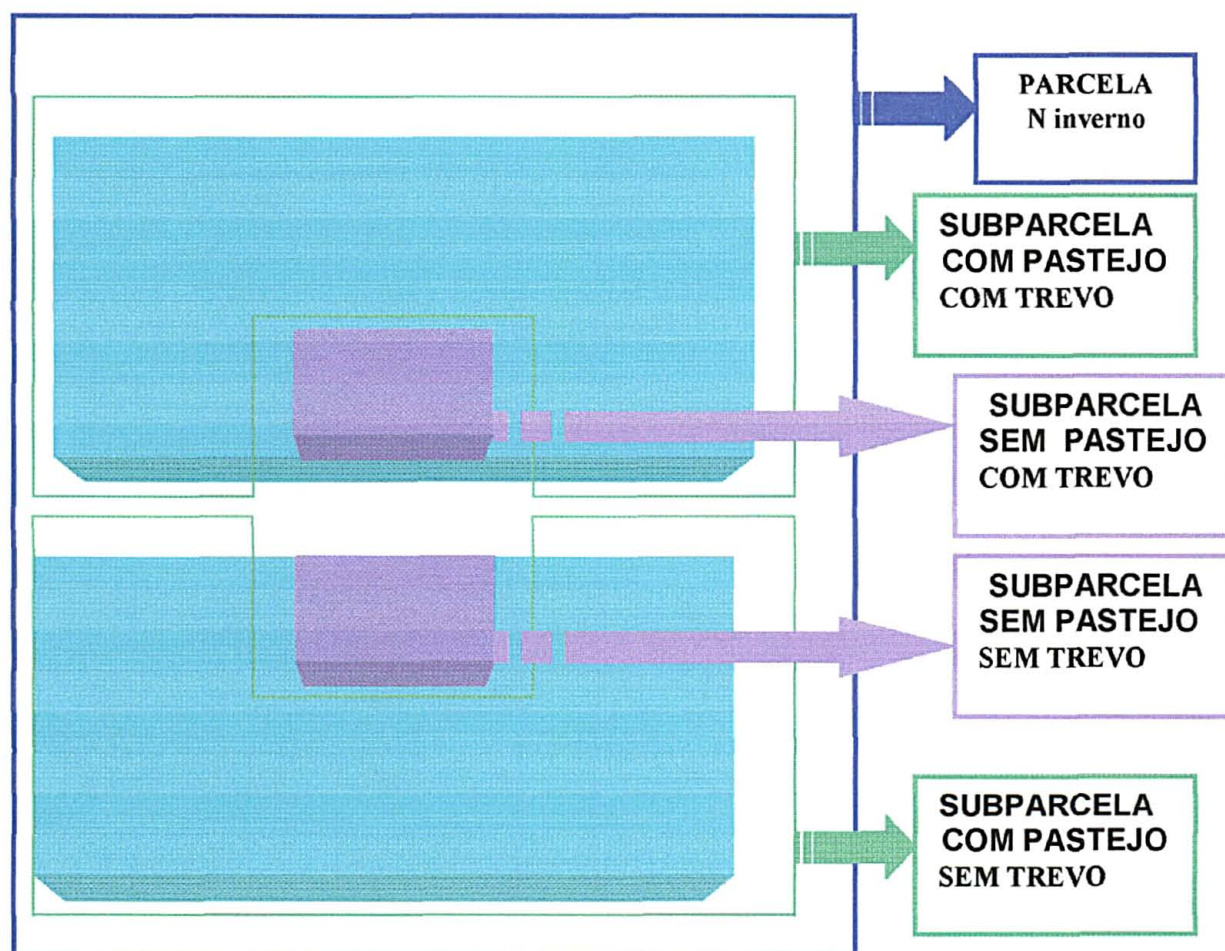 PARCELA
N inverno
SUBPARCELA
COM PASTEJO
COM TREVO
SUBPARCELA
SEM PASTEJO
COM TREVO
SUBPARCELA
SEM PASTEJO
SEM TREVO
SUBPARCELA
COM PASTEJO
SEM TREVO